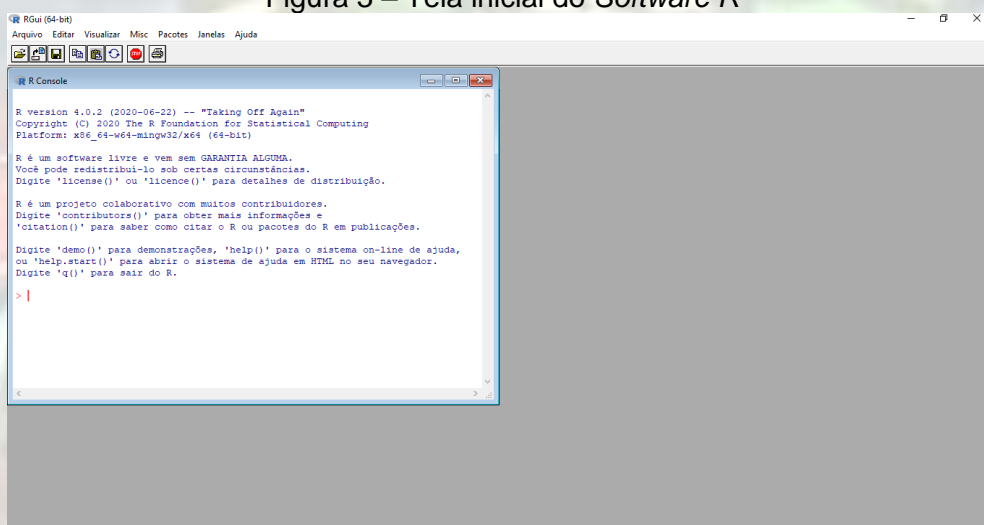 Figura 3 – Tela inicial do Software R
RGui (64-bit)
Arquivo Editar Visualizar Misc Pacotes Janelas Ajuda
R Console
R version 4.0.2 (2020-06-22) -- "Taking Off Again"
Copyright (C) 2020 The R Foundation for Statistical Computing
Platform: x86_64-w64-mingw32/x64 (64-bit)
R é um software livre e vem sem GARANTIA ALGUMA.
Você pode redistribuí-lo sob certas circunstâncias.
Digite 'license()' ou 'licence()' para detalhes de distribuição.
R é um projeto colaborativo com muitos contribuidores.
Digite 'contributors()' para obter mais informações e
'citation()' para saber como citar o R ou pacotes do R em publicações.
Digite 'demo()' para demonstrações, 'help()' para o sistema on-line de ajuda,
ou 'help.start()' para abrir o sistema de ajuda em HTML no seu navegador.
Digite 'q()' para sair do R.
>